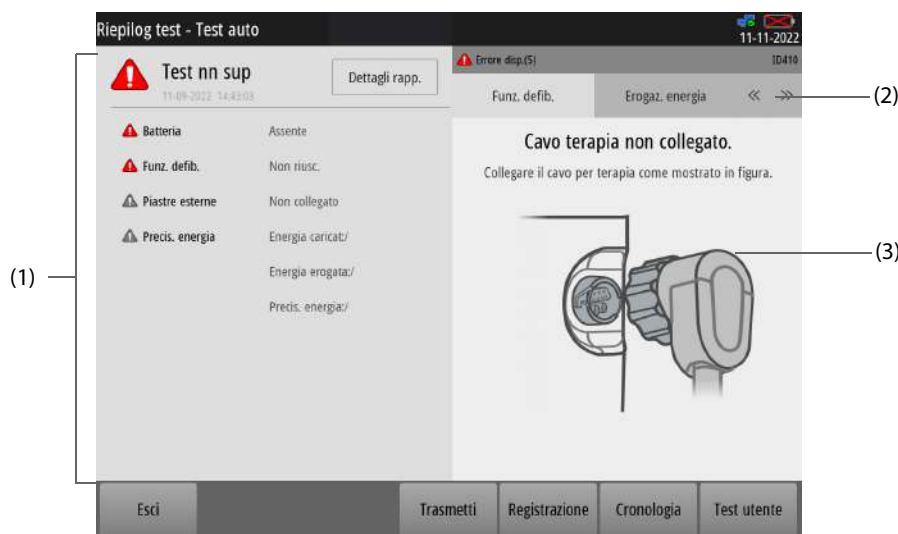 Riepilog test - Test auto
11-11-2022
Test nn sup
11-09-2022 14:43:03
Dettagli rapp.
Batteria Assente
Funz. defib. Non riusc.
Piastre esterne Non collegato
Precis. energia Energia caricat:/
Energia erogata:/
Precis. energia:/
Errore disp.(S) ID410
Funz. defib. Erogaz. energia
Cavo terapia non collegato.
Collegare il cavo per terapia come mostrato in figura.
(1)
(2)
(3)
Esci Trasmetti Registrazione Cronologia Test utente